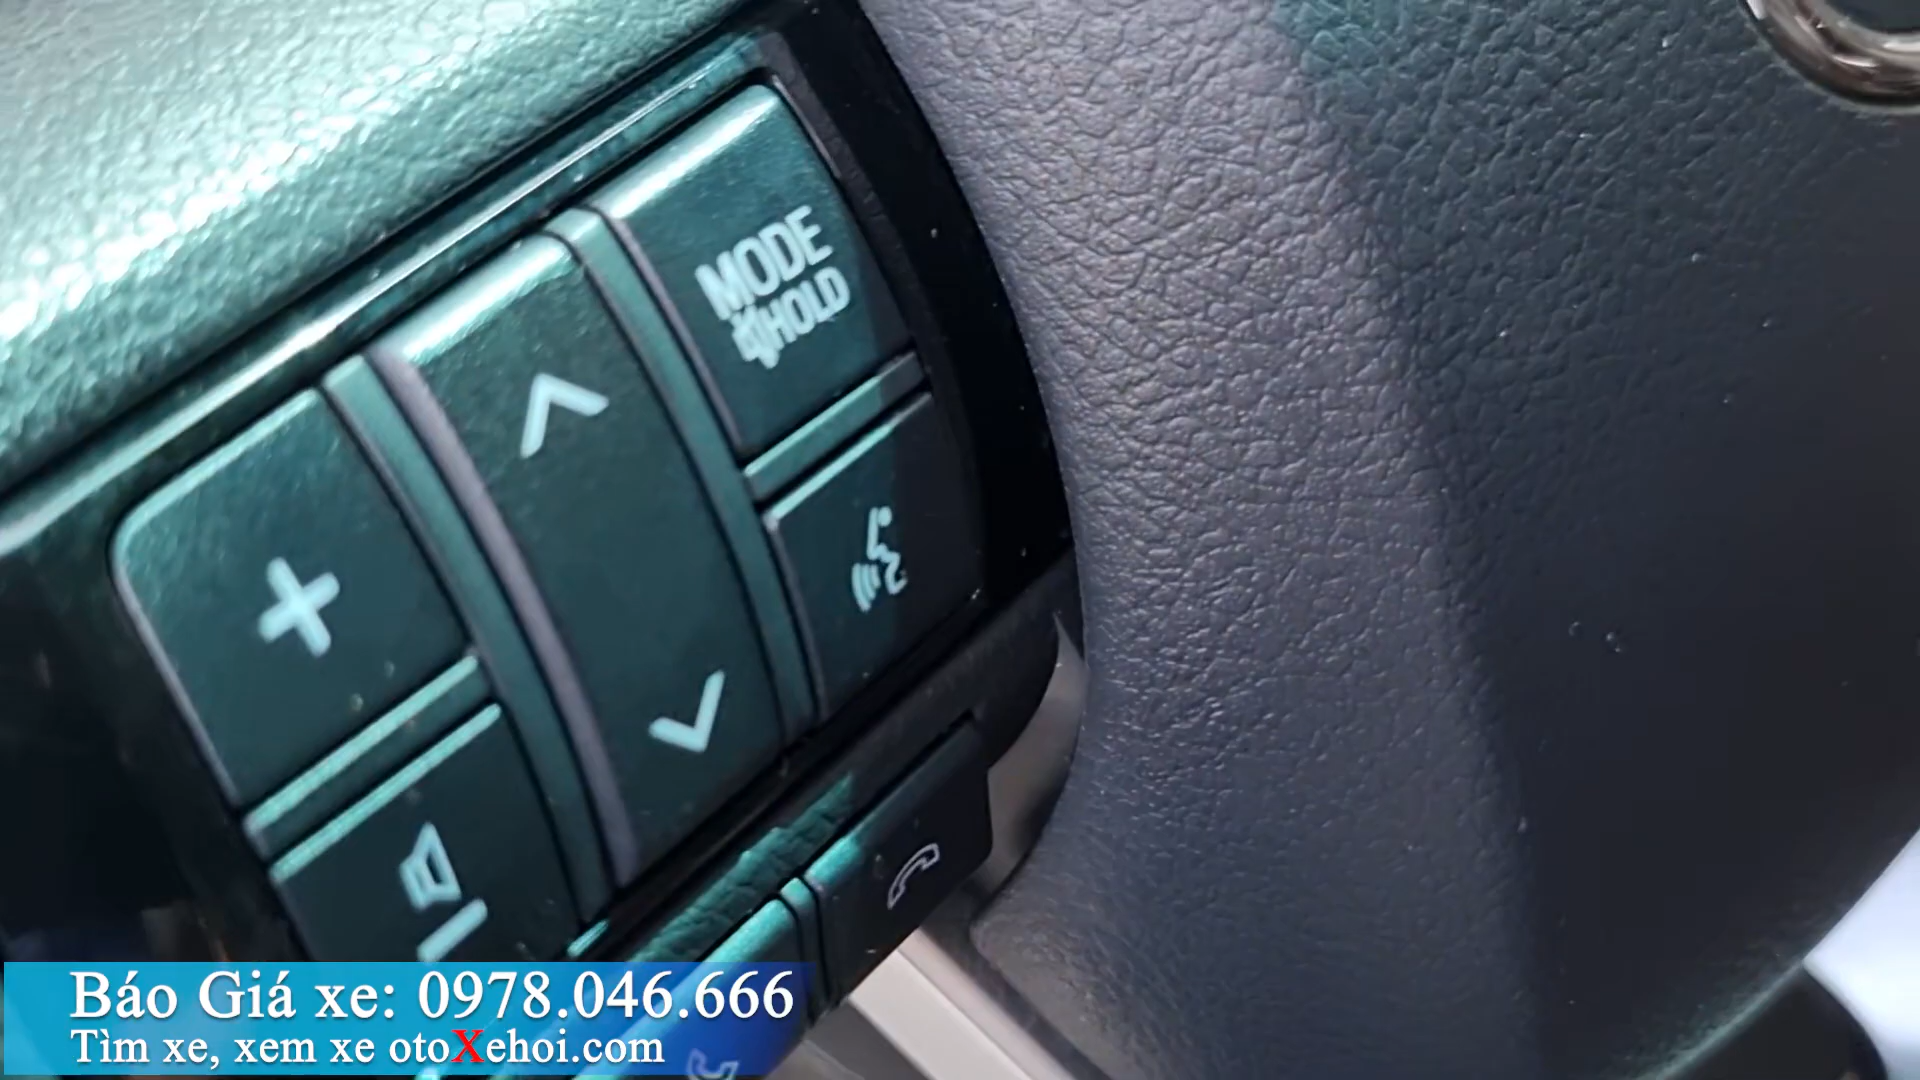 MODE
HOLD
+
Báo Giá xe: 0978.046.666
Tìm xe, xem xe otoXehoi.com